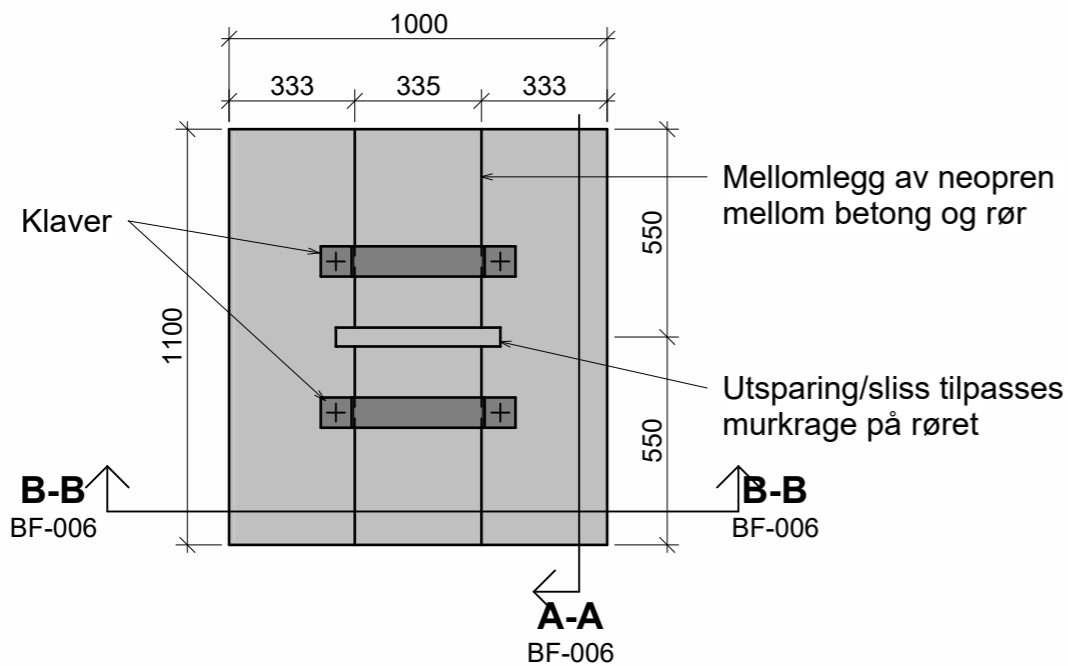 1000
333 335 333
Mellomlegg av neopren
mellom betong og rør
550
Klaver
1100
Utsparing/sliss tilpasses
murkrage på røret
550
B-B
BF-006
B-B
BF-006
A-A
BF-006